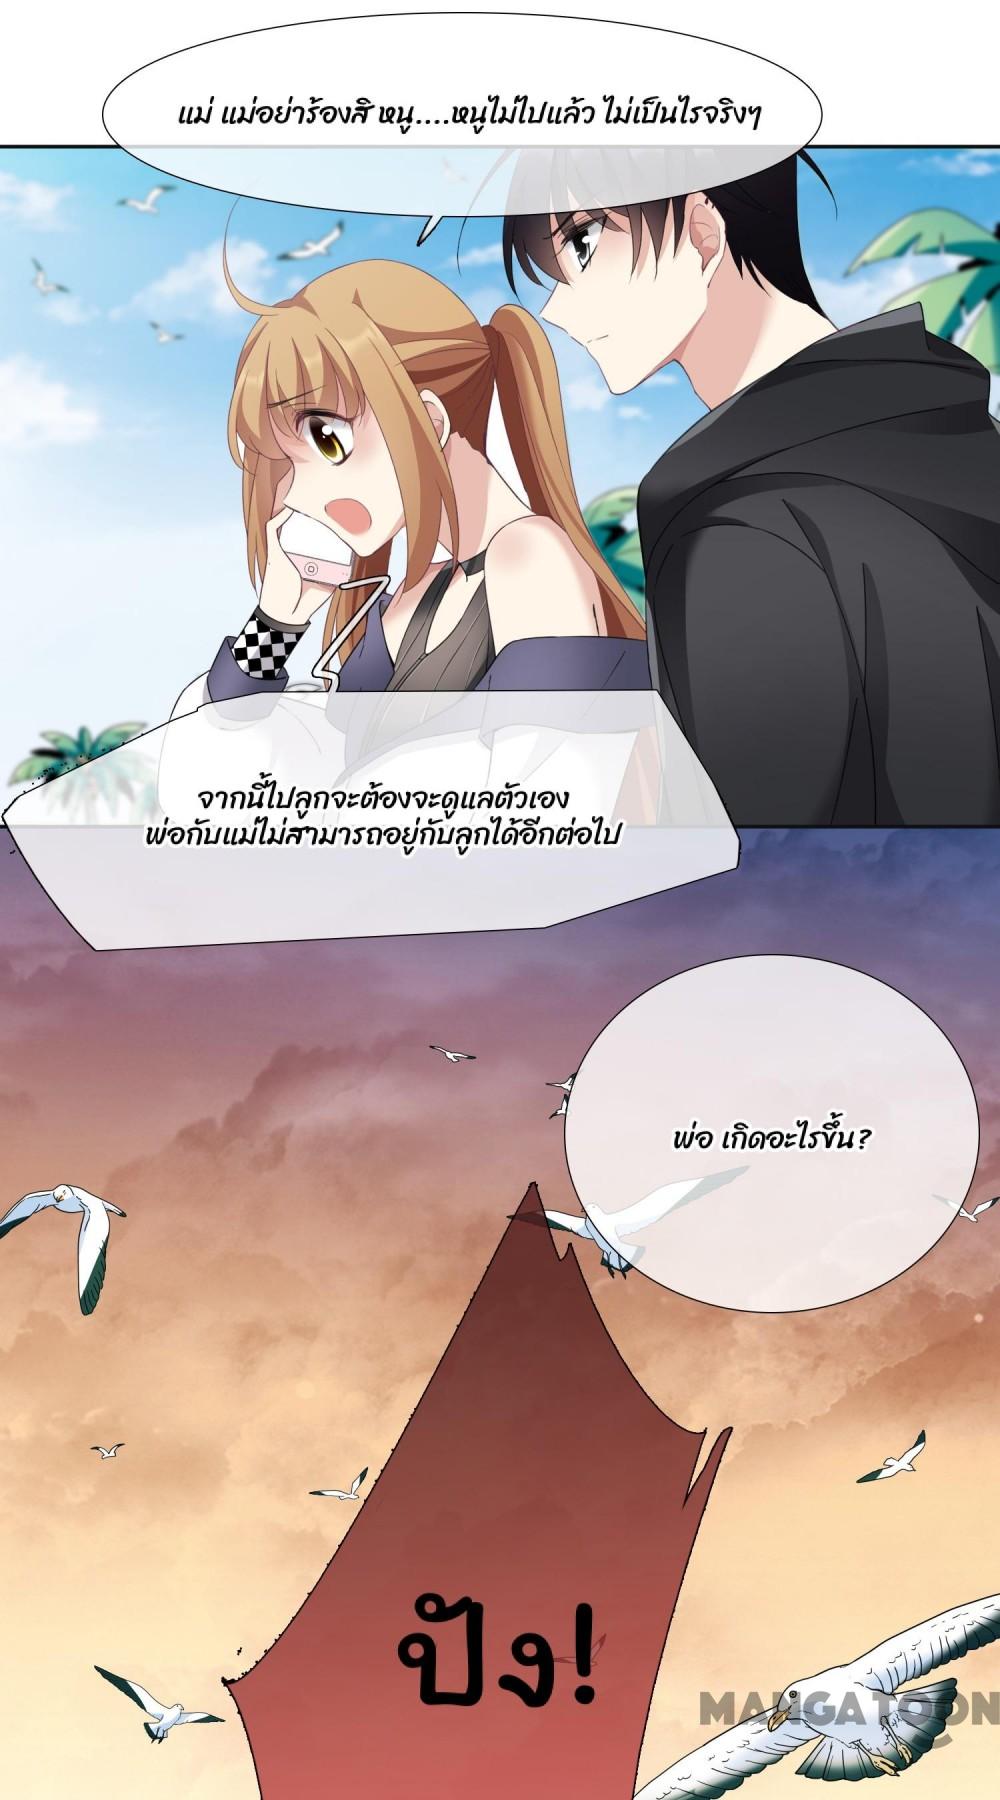 แม่ แม่อย่าร้องสิ หนู....หนูไม่ไปแล้ว ไม่เป็นไรจริงๆ
จากนี้ไปลูกจะต้องจะดูแลตัวเอง
พ่อกับแม่ไม่สามารถอยู่กับลูกได้อีกต่อไป
พ่อ เกิดอะไรขึ้น?
ปัง!
MANGA TOON